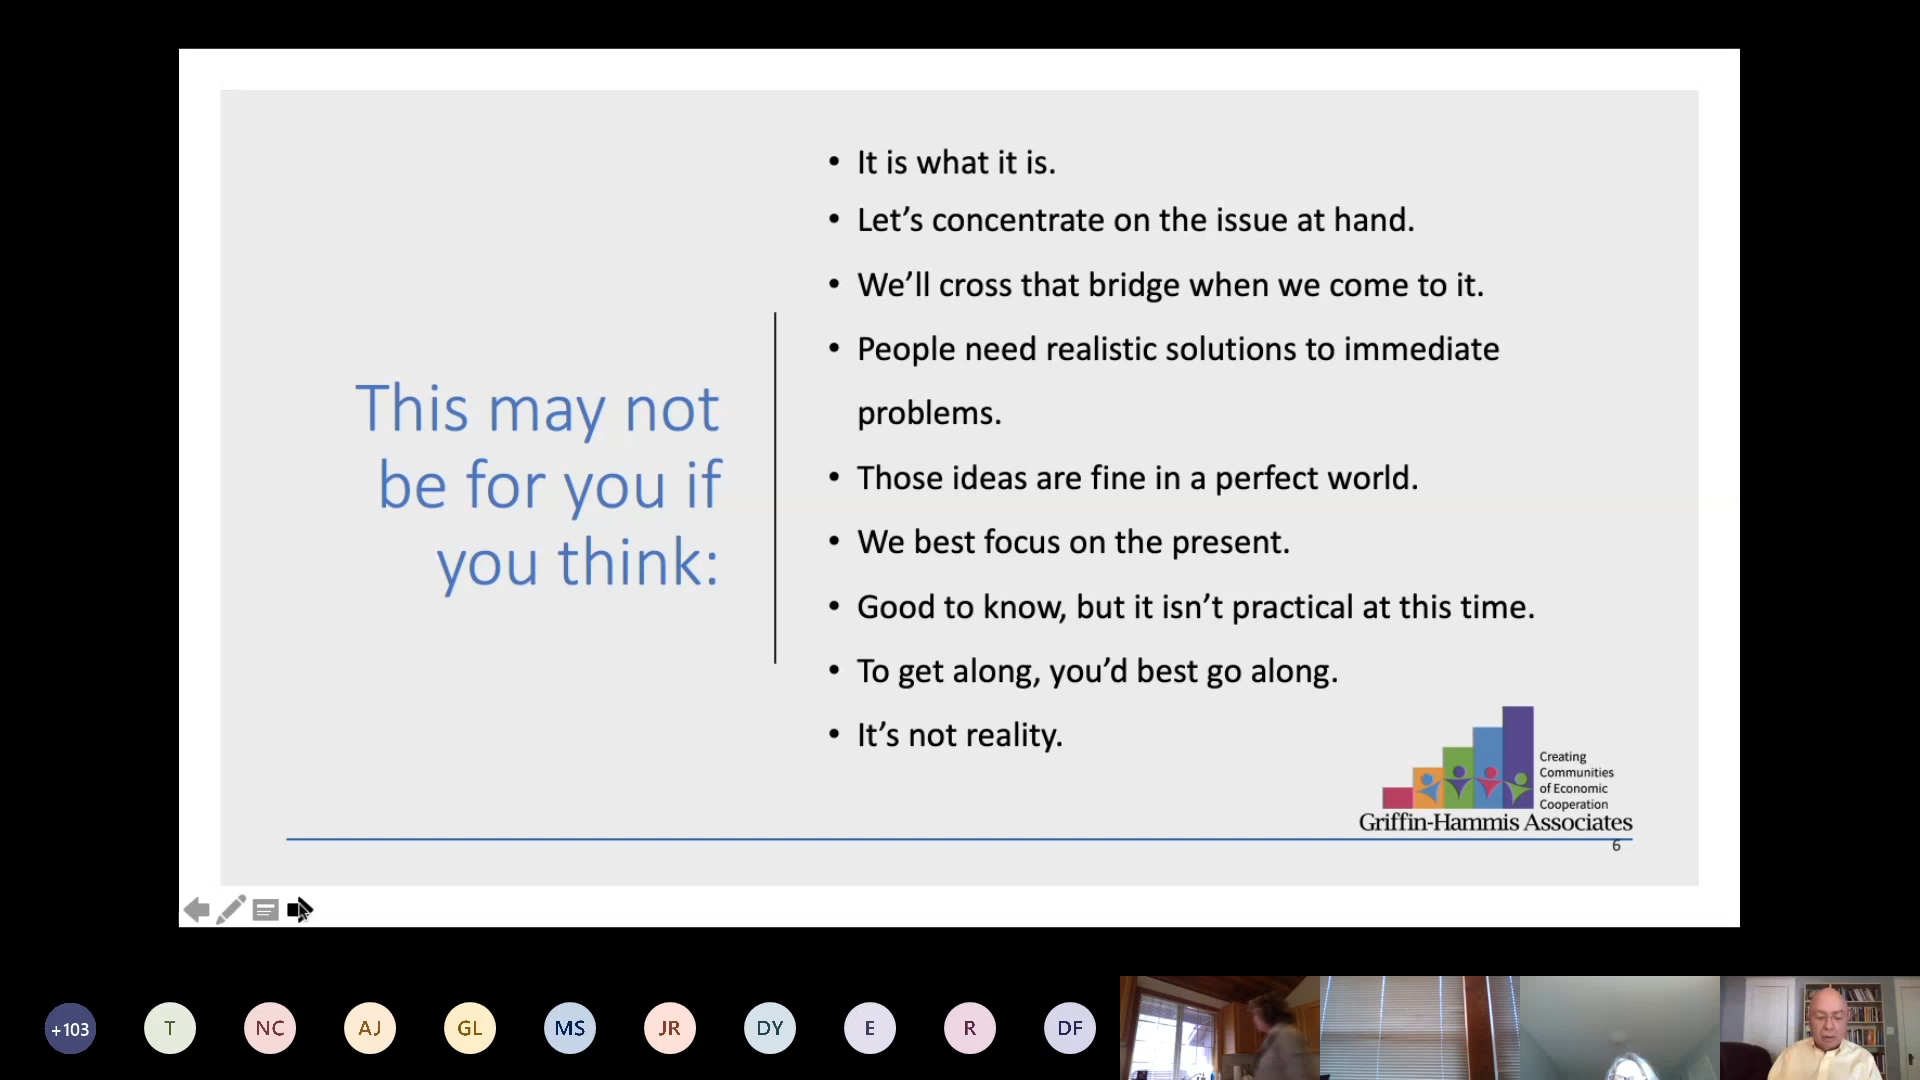 This may not
be for you if
you think:
• It is what it is.
• Let’s concentrate on the issue at hand.
• We’ll cross that bridge when we come to it.
• People need realistic solutions to immediate
problems.
• Those ideas are fine in a perfect world.
• We best focus on the present.
• Good to know, but it isn’t practical at this time.
• To get along, you’d best go along.
• It’s not reality.
Creating
Communities
of Economic
Cooperation
Griffin-Hammis Associates
6
+103
T
NC
AJ
GL
MS
JR
DY
E
R
DF